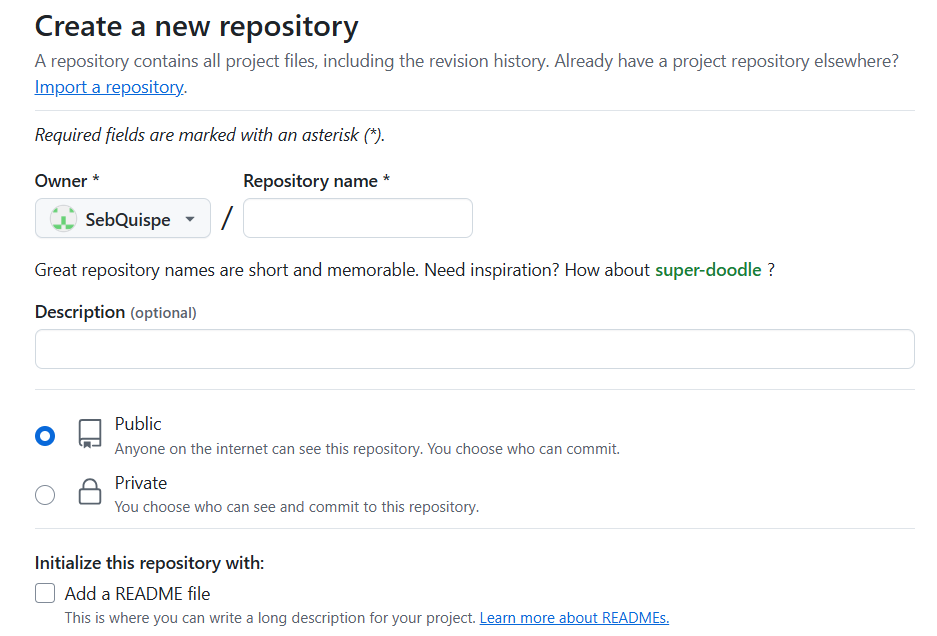 Create a new repository
A repository contains all project files, including the revision history. Already have a project repository elsewhere?
Import a repository.
Required fields are marked with an asterisk (*).
Owner * Repository name *
SebQuispe /
Great repository names are short and memorable. Need inspiration? How about super-doodle ?
Description (optional)
Public
Anyone on the internet can see this repository. You choose who can commit.
Private
You choose who can see and commit to this repository.
Initialize this repository with:
Add a README file
This is where you can write a long description for your project. Learn more about READMEs.